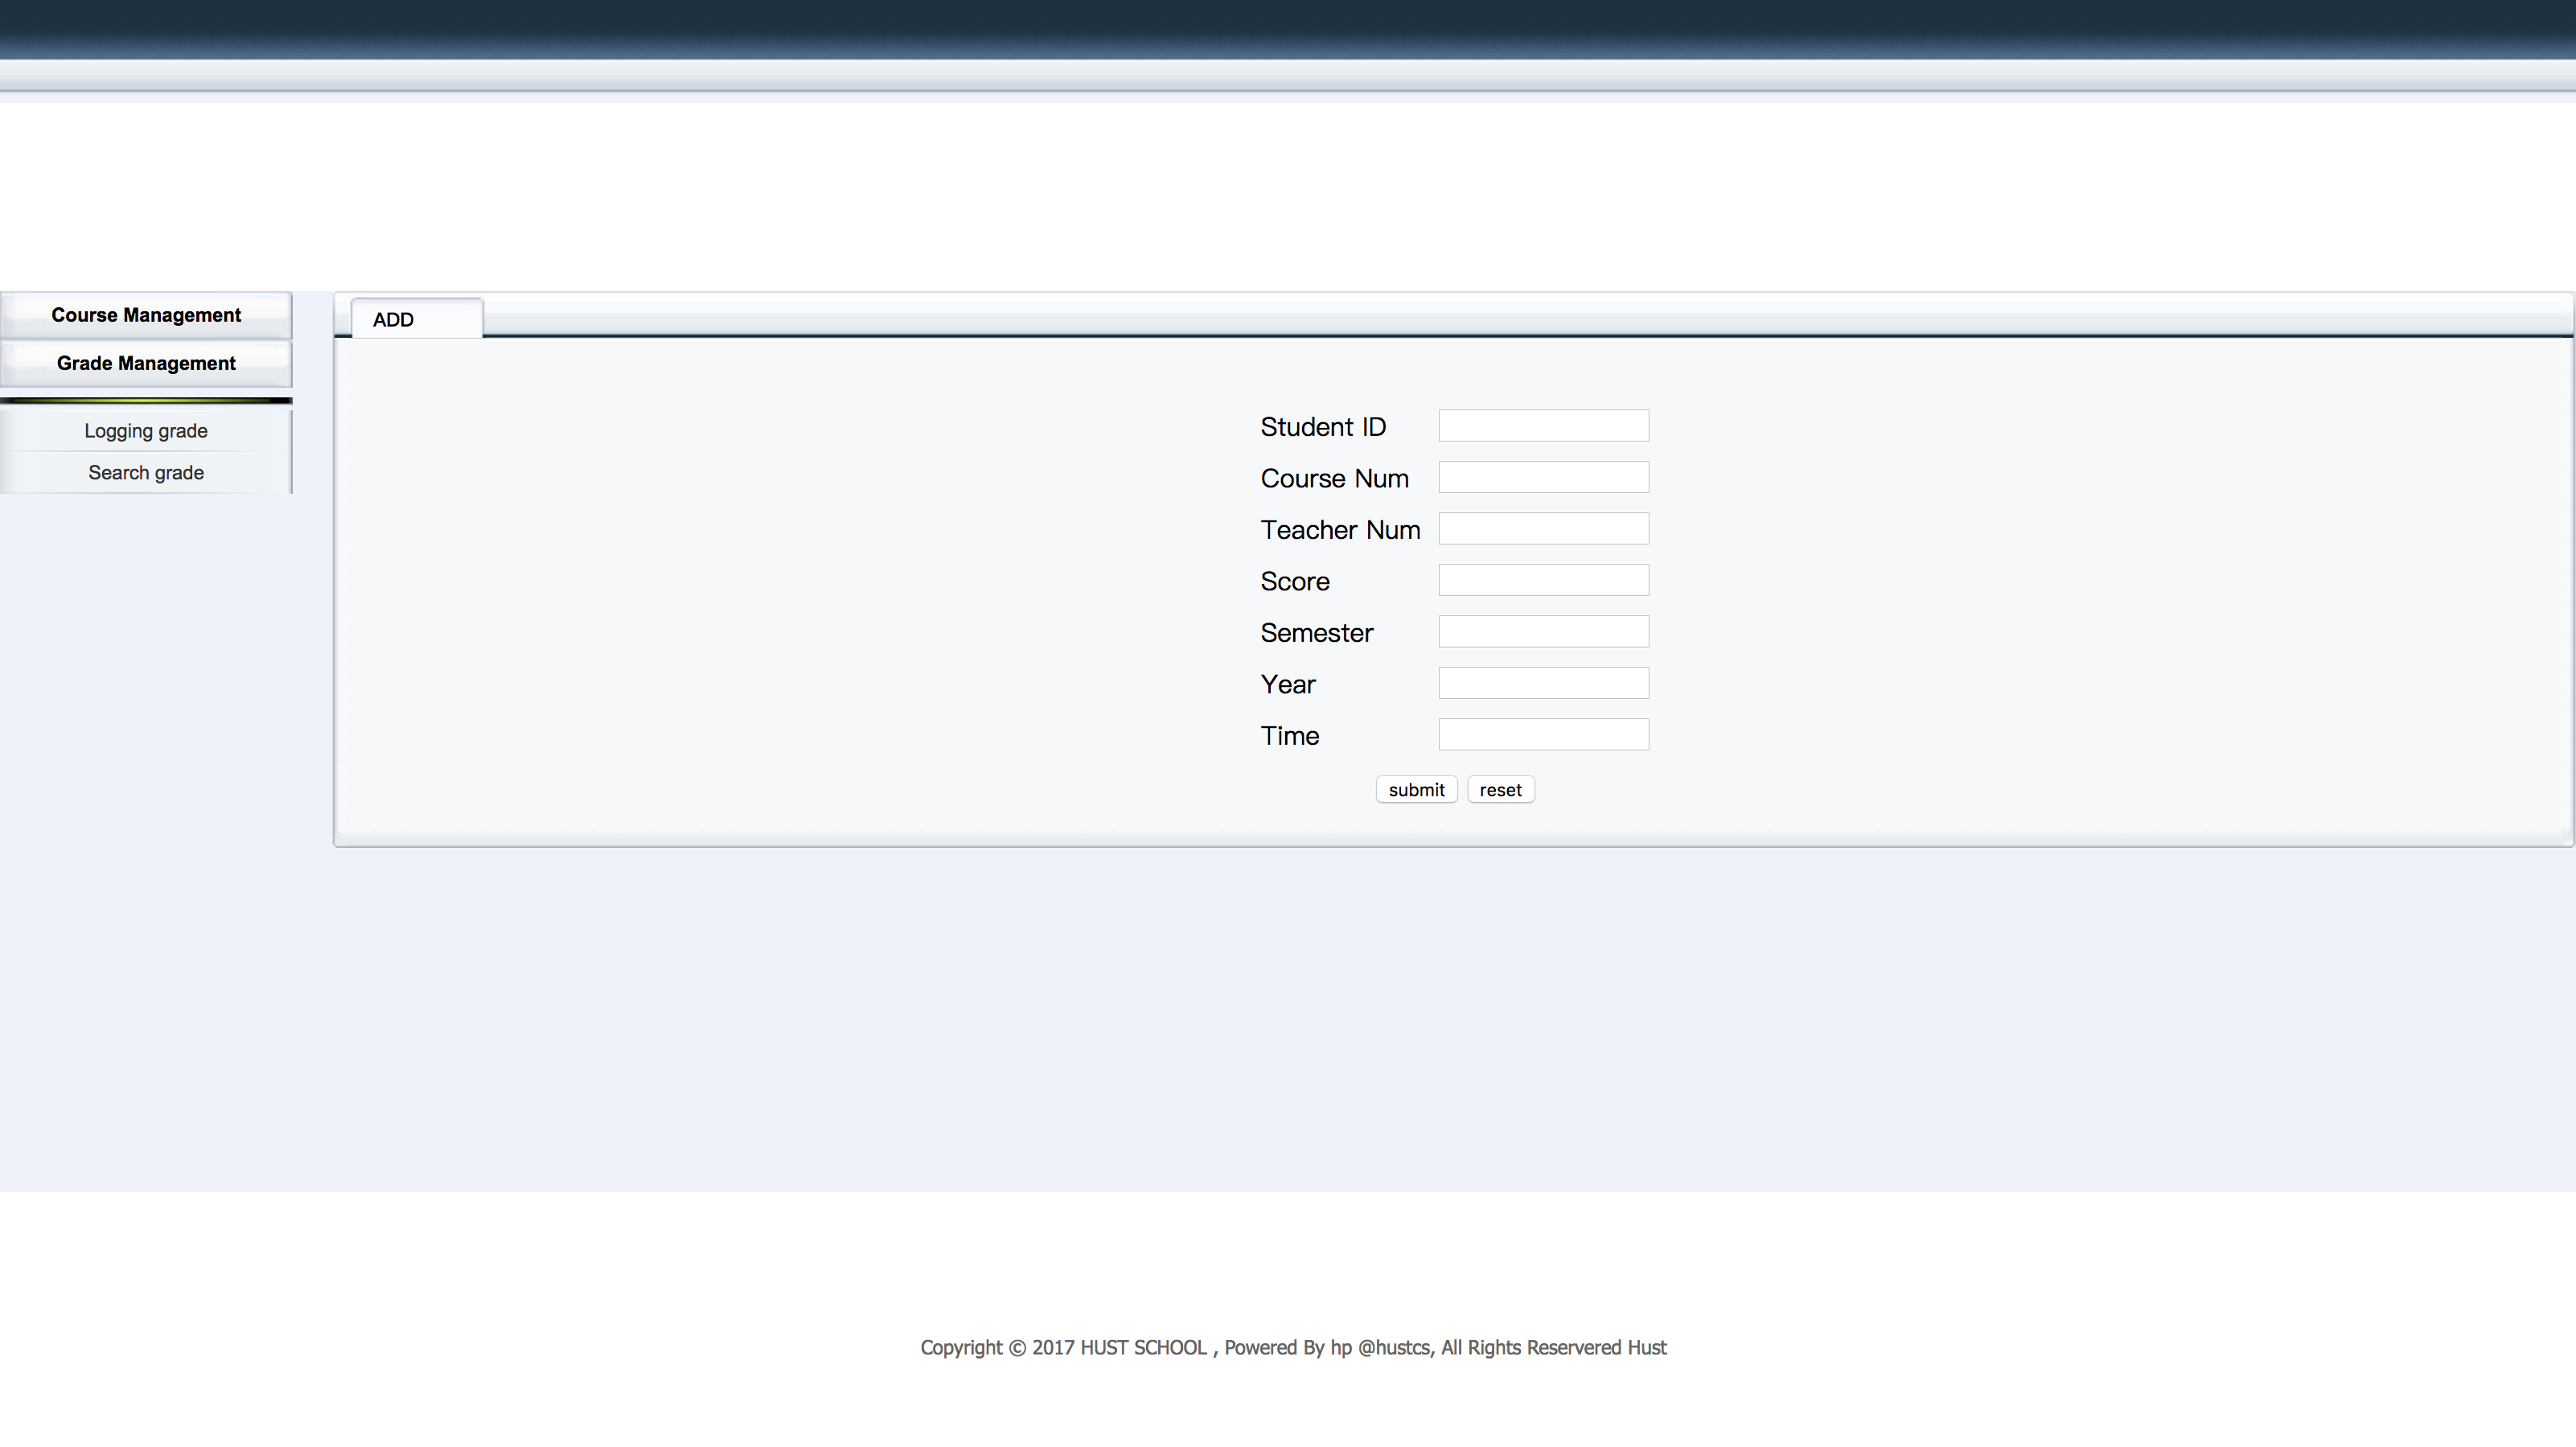 Course Management
Grade Management
Logging grade
Search grade
ADD
Student ID
Course Num
Teacher Num
Score
Semester
Year
Time
submit reset
Copyright © 2017 HUST SCHOOL , Powered By hp @hustcs, All Rights Reservered Hust